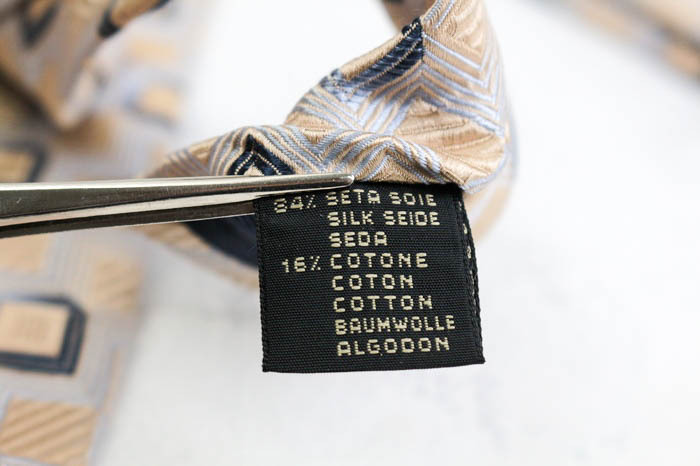 84% SETA SOIE
SILK SEIDE
SEDA
16% COTONE
COTON
COTTON
BAUMWOLLE
ALGODON